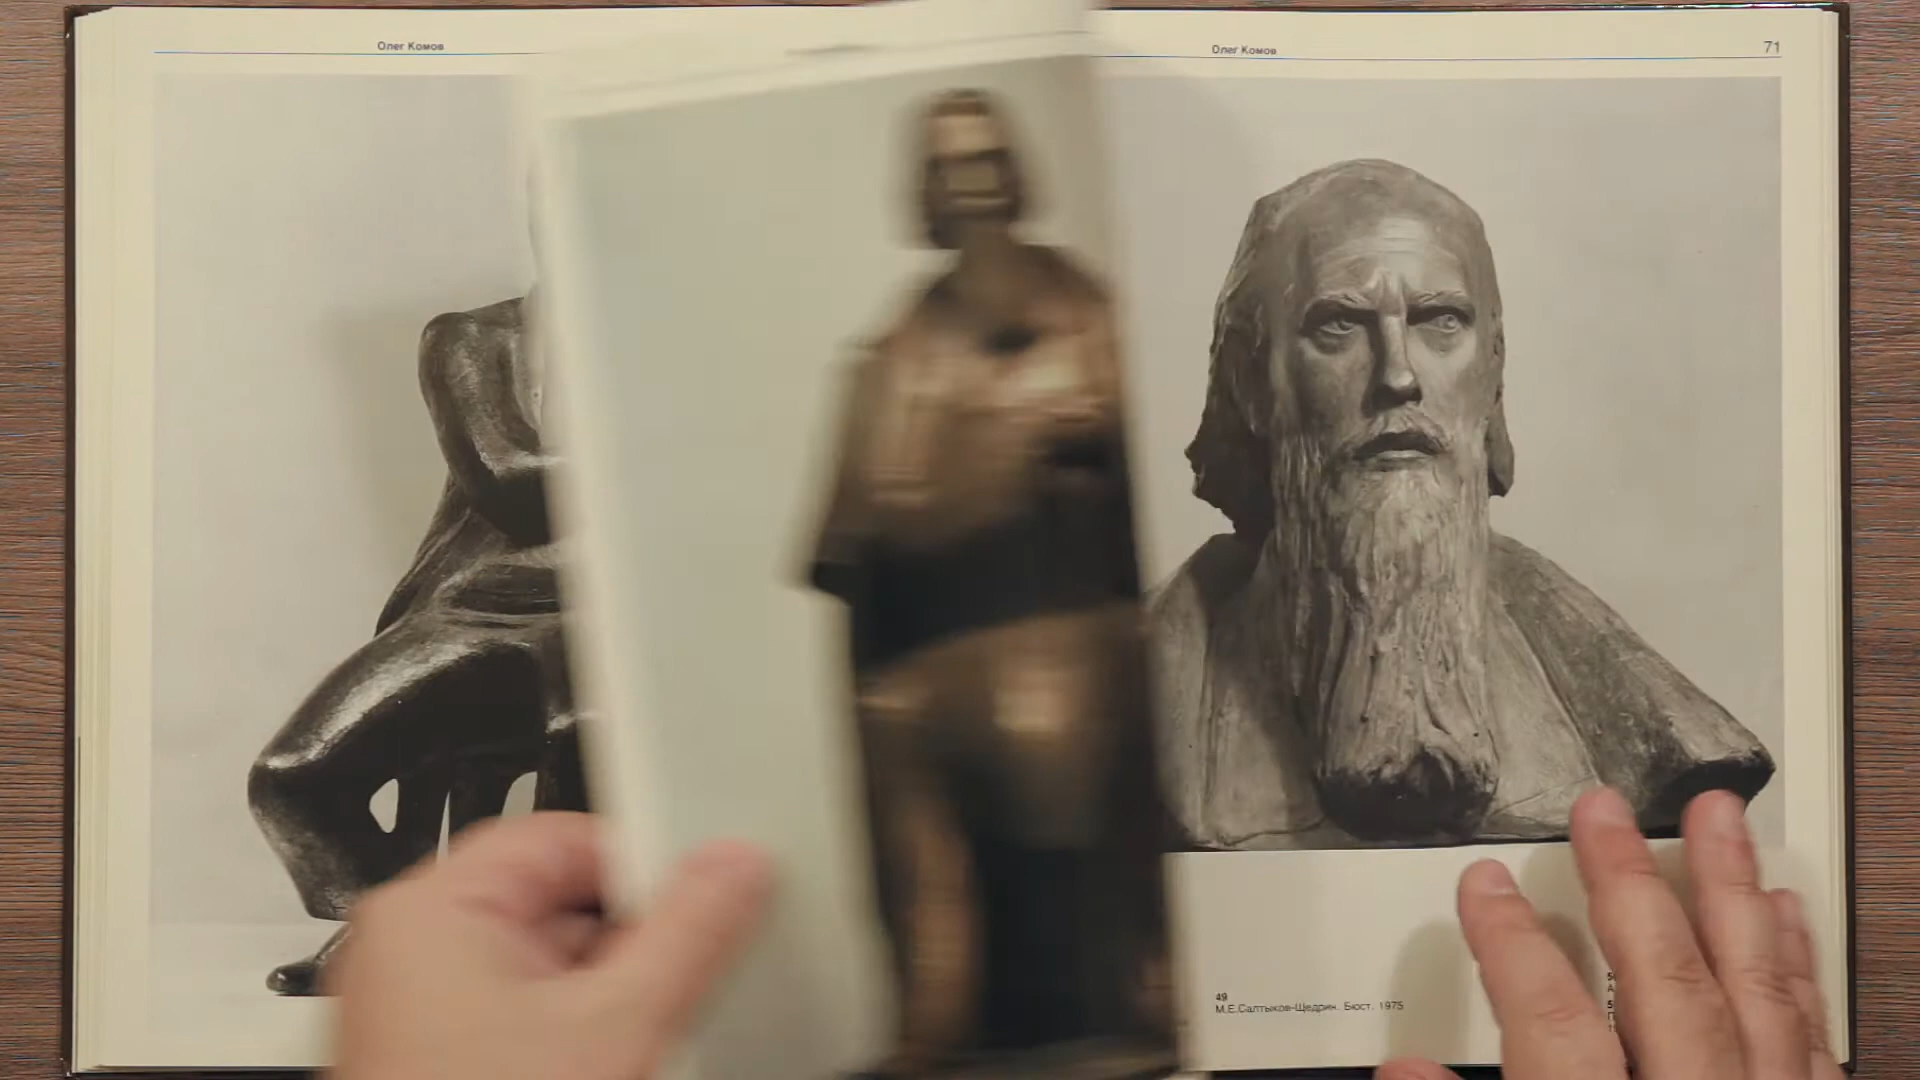 Олег Комов
Олег Комов
71
49
М.Е.Салтыков-Щедрин. Бюст. 1975